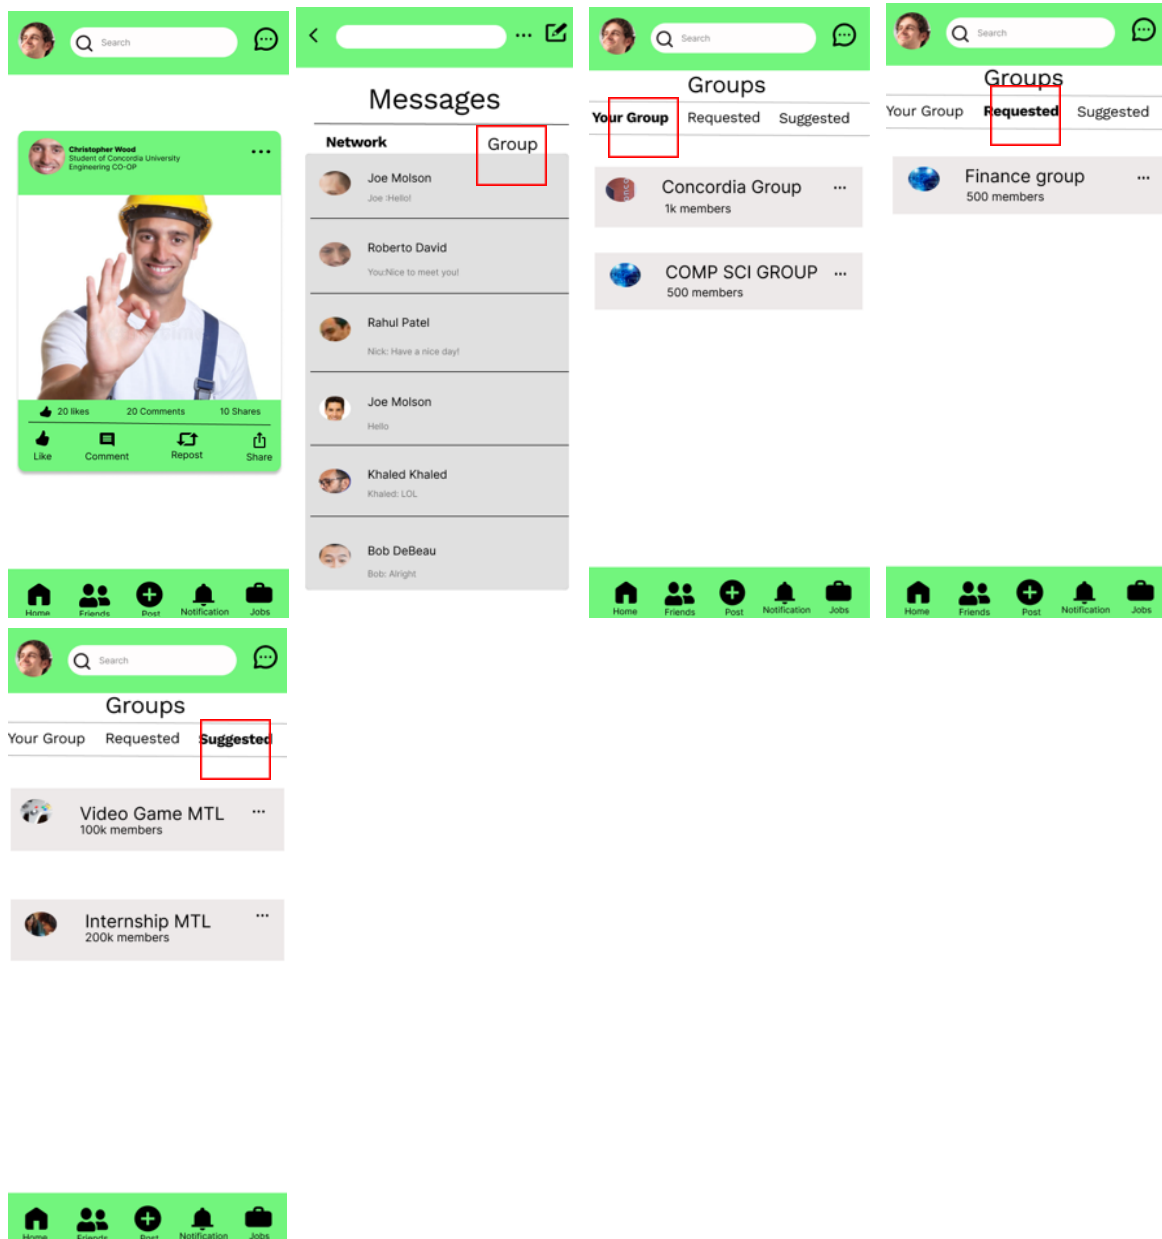 Search
Christopher Wood
Student of Concordia University
Engineering CO-OP
20 likes 20 Comments 10 Shares
Like Comment Repost Share
Home Friends Post Notification Jobs
Messages
Network Group
Joe Molson
Joe :Hello!
Roberto David
You:Nice to meet you!
Rahul Patel
Nick: Have a nice day!
Joe Molson
Hello
Khaled Khaled
Khaled: LOL
Bob DeBeau
Bob: Alright
Search
Groups
Your Group Requested Suggested
Concordia Group
1k members
COMP SCI GROUP
500 members
Home Friends Post Notification Jobs
Search
Groups
Your Group Requested Suggested
Finance group
500 members
Home Friends Post Notification Jobs
Search
Groups
Your Group Requested Suggested
Video Game MTL
100k members
Internship MTL
200k members
Home Friends Post Notification Jobs